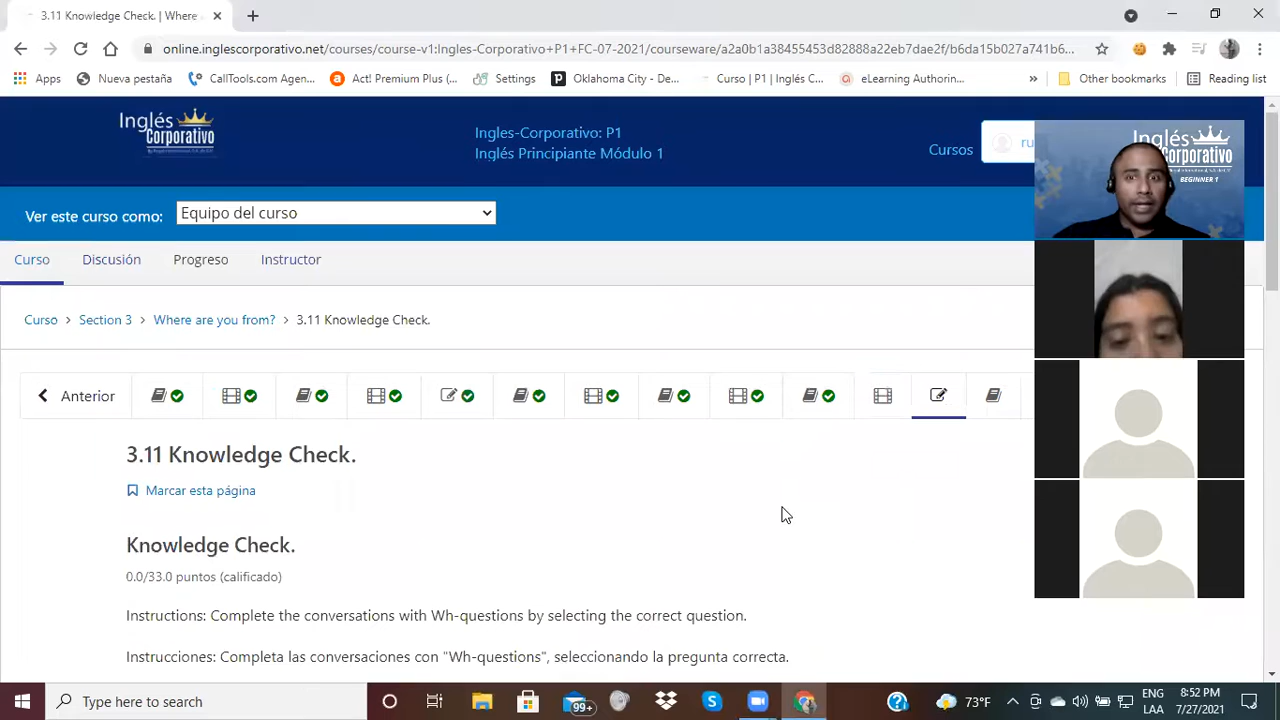 3.11 Knowledge Check. | Where
online.inglescorporativo.net/courses/course-v1:Ingles-Corporativo+P1+FC-07-2021/courseware/a2a0b1a38455453d82888a22eb7dae2f/b6da15b027a741b6...
Apps
Nueva pestaña
CallTools.com Agen...
Act! Premium Plus (...
Settings
Oklahoma City - De...
Curso | P1 | Inglés C...
eLearning Authorin...
»
Other bookmarks
Reading list
Inglés
Corporativo
Ingles-Corporativo: P1
Inglés Principiante Módulo 1
Cursos
ru
Inglés
Corporativo
BEGINNER 1
Ver este curso como:
Equipo del curso
Curso
Discusión
Progreso
Instructor
Curso > Section 3 > Where are you from? > 3.11 Knowledge Check.
Anterior
3.11 Knowledge Check.
Marcar esta página
Knowledge Check.
0.0/33.0 puntos (calificado)
Instructions: Complete the conversations with Wh-questions by selecting the correct question.
Instrucciones: Completa las conversaciones con "Wh-questions", seleccionando la pregunta correcta.
Type here to search
99+
73°F
ENG
LAA
8:52 PM
7/27/2021